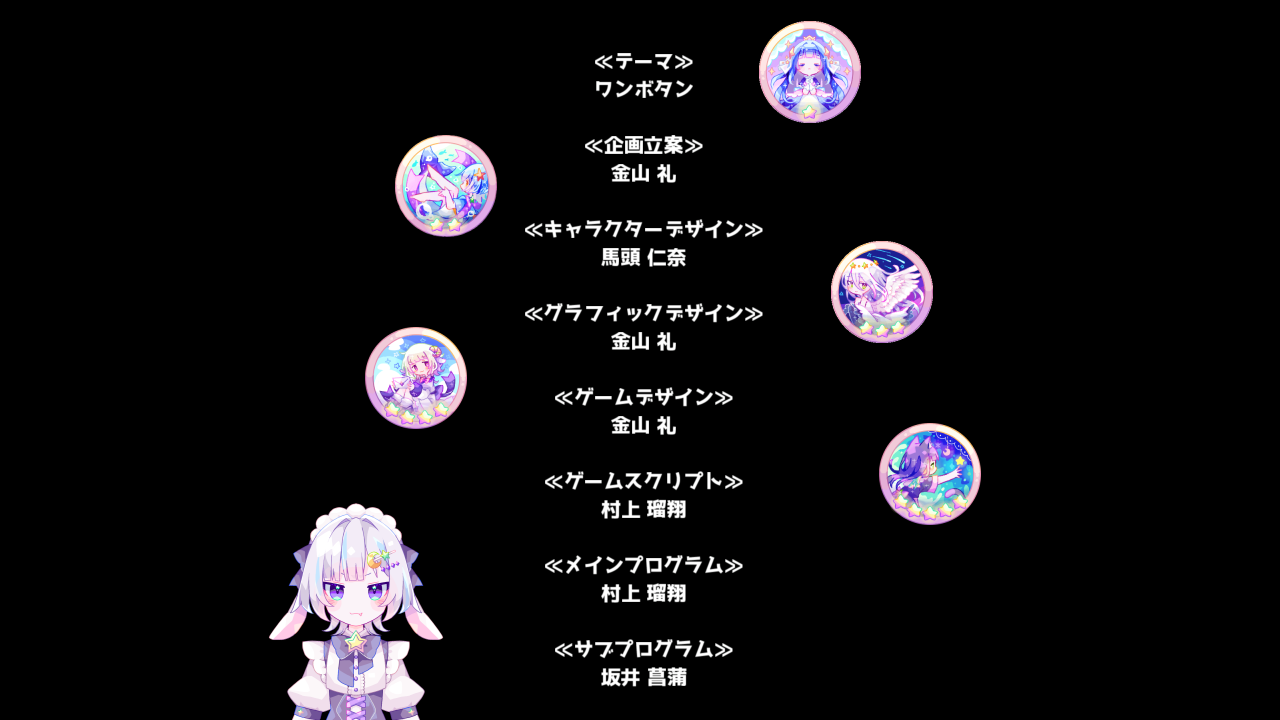 ≪テーマ≫
ワンボタン
≪企画立案≫
金山 礼
≪キャラクターデザイン≫
馬頭 仁奈
≪グラフィックデザイン≫
金山 礼
≪ゲームデザイン≫
金山 礼
≪ゲームスクリプト≫
村上 瑠翔
≪メインプログラム≫
村上 瑠翔
≪サブプログラム≫
坂井 菖蒲